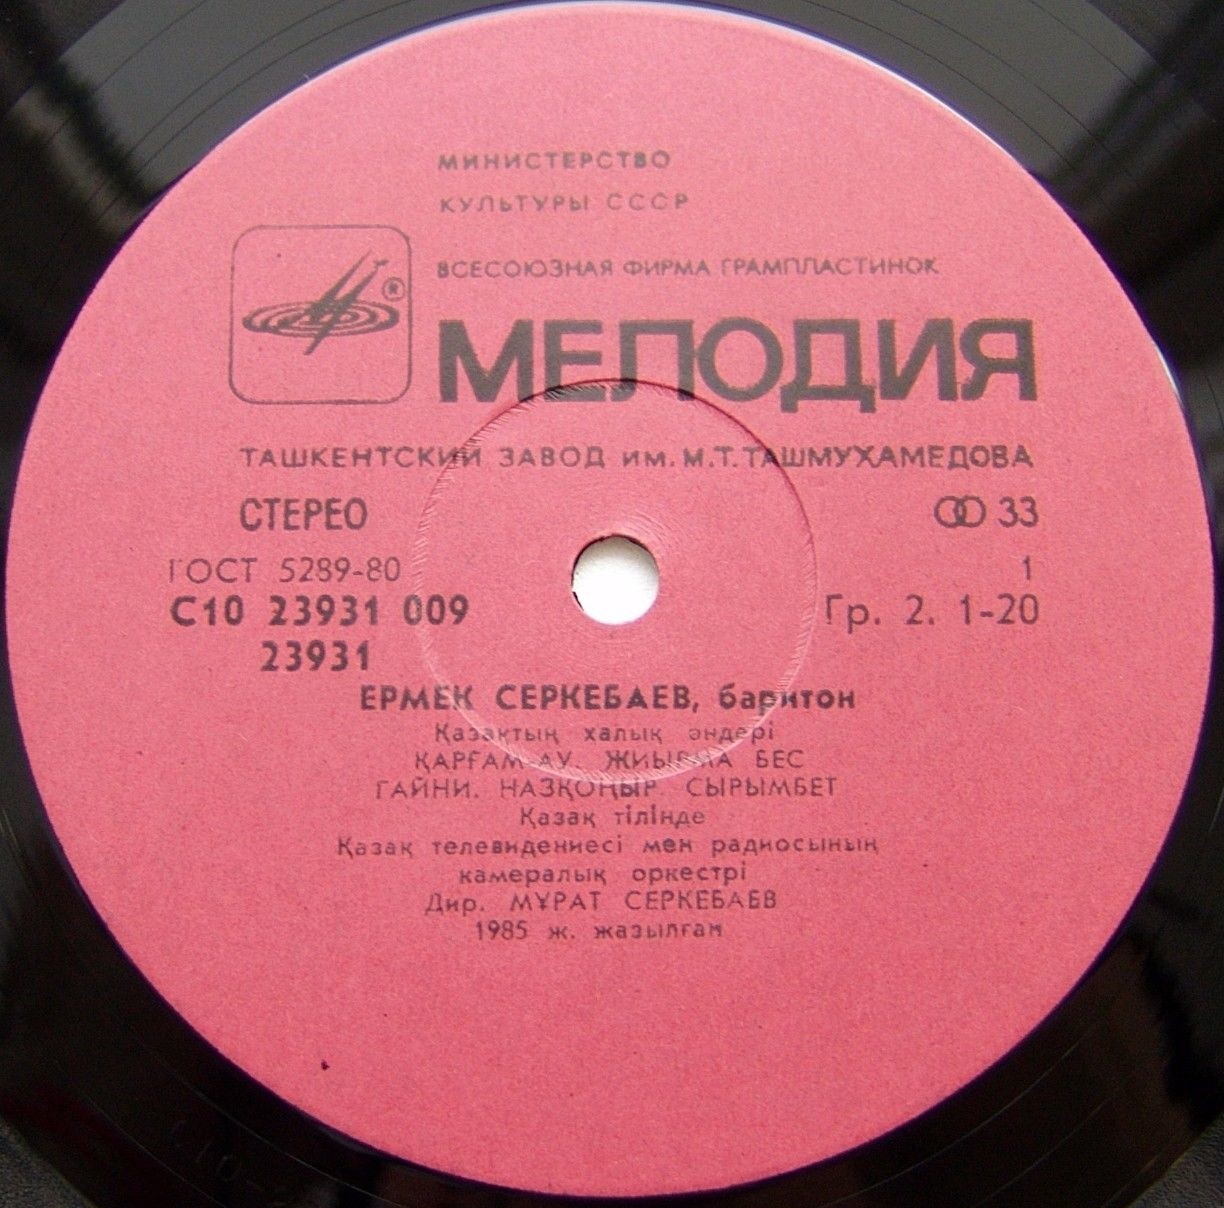 МИНИСТЕРСТВО
КУЛЬТУРЫ СССР
ВСЕСОЮЗНАЯ ФИРМА ГРАМПЛАСТИНОК
®
МЕЛОДИЯ
ТАШКЕНТСКИЙ ЗАВОД ИМ. М.Т. ТАШМУХАМЕДОВА
СТЕРЕО 33
ГОСТ 5289-80 1
С10 23931 009 Гр. 2. 1-20
23931
ЕРМЕК СЕРКЕБАЕВ, баритон
Қазақтың халық әндері
ҚАРҒАМ-АУ. ЖИЫРМА БЕС
ГАЙНИ. НАЗҚОҢЫР. СЫРЫМБЕТ
Қазақ тілінде
Қазақ телевидениесі мен радиосының
камералық оркестрі
Дир. МҰРАТ СЕРКЕБАЕВ
1985 ж. жазылған